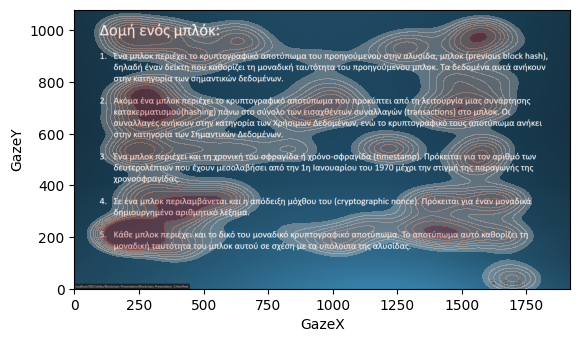 Δομή ενός μπλόκ:
1. Ένα μπλοκ περιέχει το κρυπτογραφικό αποτύπωμα του προηγούμενου στην αλυσίδα, μπλοκ (previous block hash),
δηλαδή έναν δείκτη που καθορίζει τη μοναδική ταυτότητα του προηγούμενου μπλοκ. Τα δεδομένα αυτά ανήκουν
στην κατηγορία των σημαντικών δεδομένων.
2. Ακόμα ένα μπλοκ περιέχει το κρυπτογραφικό αποτύπωμα που προκύπτει από τη λειτουργία μιας συνάρτησης
κατακερματισμού(hashing) πάνω στο σύνολο των εισαχθέντων συναλλαγών (transactions) στο μπλοκ. Οι
συναλλαγές ανήκουν στην κατηγορία των Χρήσιμων Δεδομένων, ενώ το κρυπτογραφικό τους αποτύπωμα ανήκει
στην κατηγορία των Σημαντικών Δεδομένων.
3. Ένα μπλοκ περιέχει και τη χρονική του σφραγίδα ή χρόνο-σφραγίδα (timestamp). Πρόκειται για τον αριθμό των
δευτερολέπτων που έχουν μεσολαβήσει από την 1η Ιανουαρίου του 1970 μέχρι την στιγμή της παραγωγής της
χρονοσφραγίδας.
4. Σε ένα μπλοκ περιλαμβάνεται και η απόδειξη μόχθου του (cryptographic nonce). Πρόκειται για έναν μοναδικά
δημιουργημένο αριθμητικό λέξημα.
5. Κάθε μπλοκ περιέχει και το δικό του μοναδικό κρυπτογραφικό αποτύπωμα. Το αποτύπωμα αυτό καθορίζει τη
μοναδική ταυτότητα του μπλοκ αυτού σε σχέση με τα υπόλοιπα της αλυσίδας.
GazeY
1000
800
600
400
200
0
0 250 500 750 1000 1250 1500 1750
GazeX